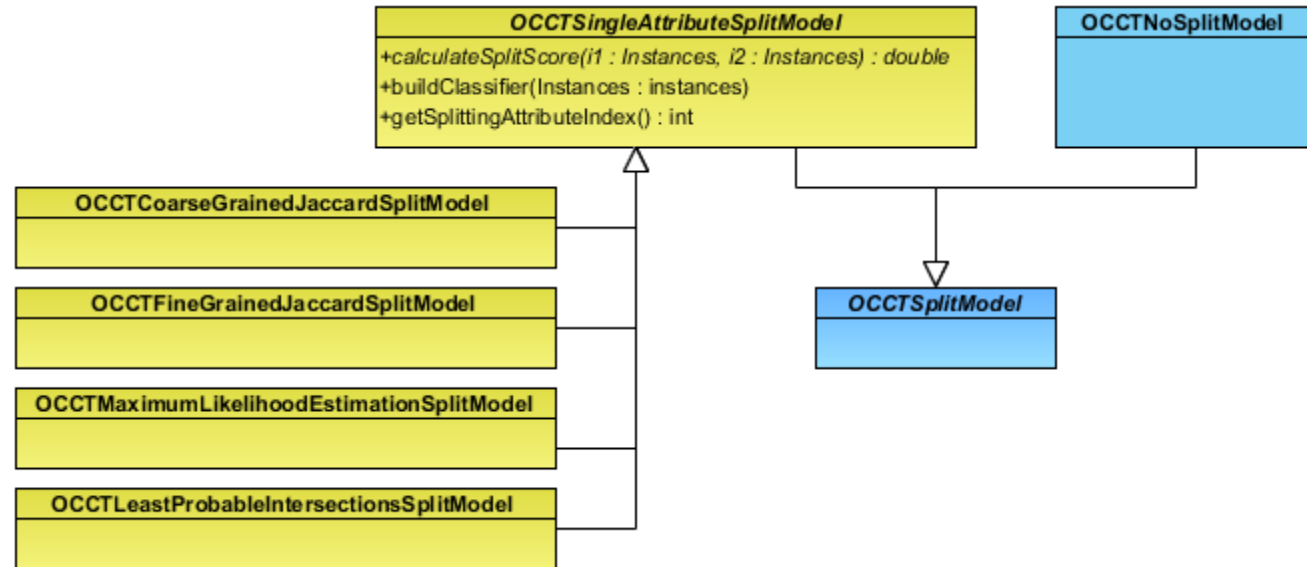 OCCTSingleAttributeSplitModel
+calculateSplitScore(i1 : Instances, i2 : Instances) : double
+buildClassifier(Instances : instances)
+getSplittingAttributeIndex() : int
OCCTNoSplitModel
OCCTCoarseGrainedJaccardSplitModel
OCCTFineGrainedJaccardSplitModel
OCCTSplitModel
OCCTMaximumLikelihoodEstimationSplitModel
OCCTLeastProbableIntersectionsSplitModel